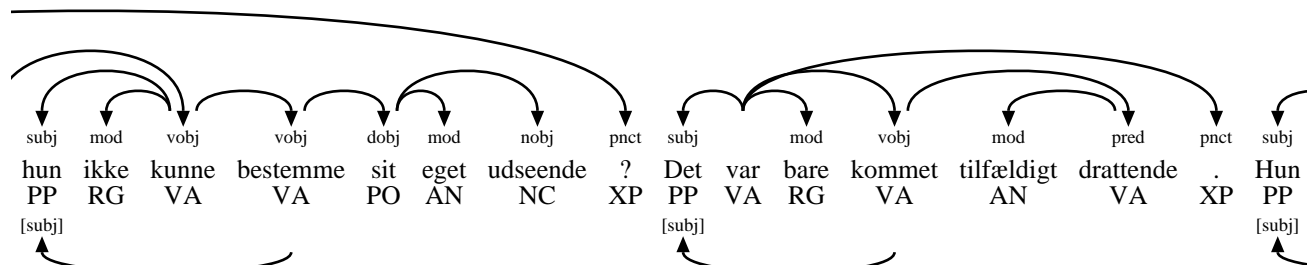 subj mod vobj vobj dobj mod nobj pnct subj mod vobj mod pred pnct subj
hun ikke kunne bestemme sit eget udseende ? Det var bare kommet tilfældigt drattende . Hun
PP RG VA VA PO AN NC XP PP VA RG VA AN VA XP PP
[subj] [subj] [subj]